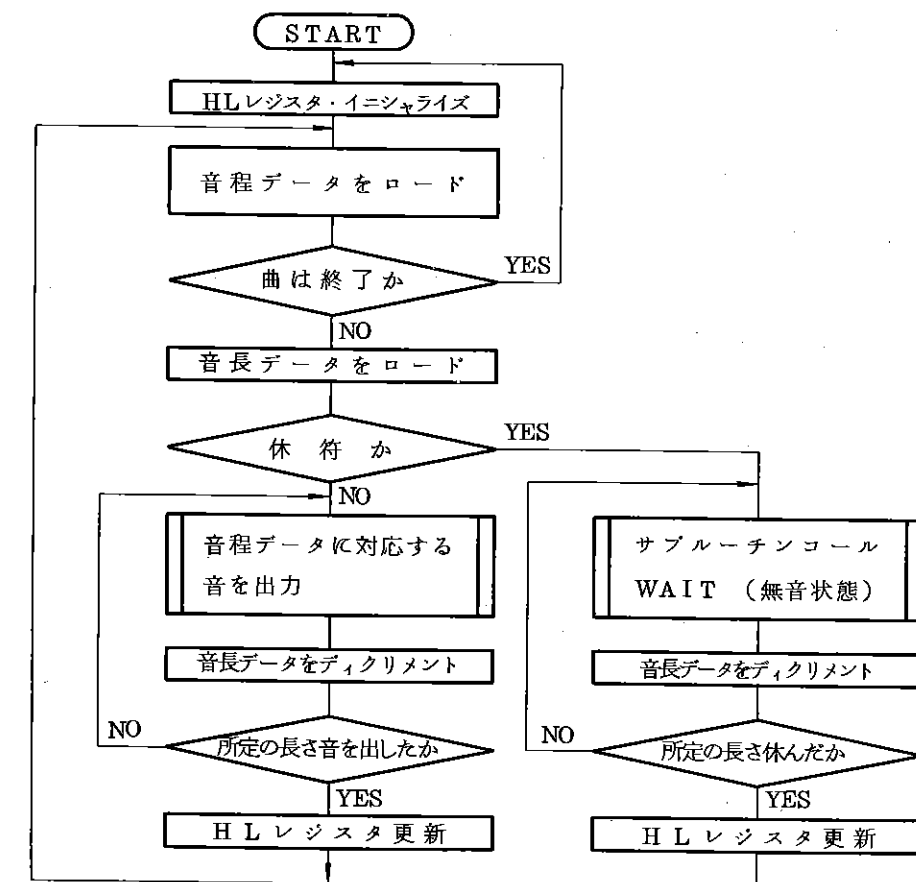 START
HLレジスタ・イニシャライズ
音程データをロード
曲は終了か
YES
NO
音長データをロード
休符か
YES
NO
音程データに対応する
音を出力
サブルーチンコール
WAIT (無音状態)
音長データをディクリメント
音長データをディクリメント
NO
所定の長さ音を出したか
NO
所定の長さ休んだか
YES
YES
HLレジスタ更新
HLレジスタ更新